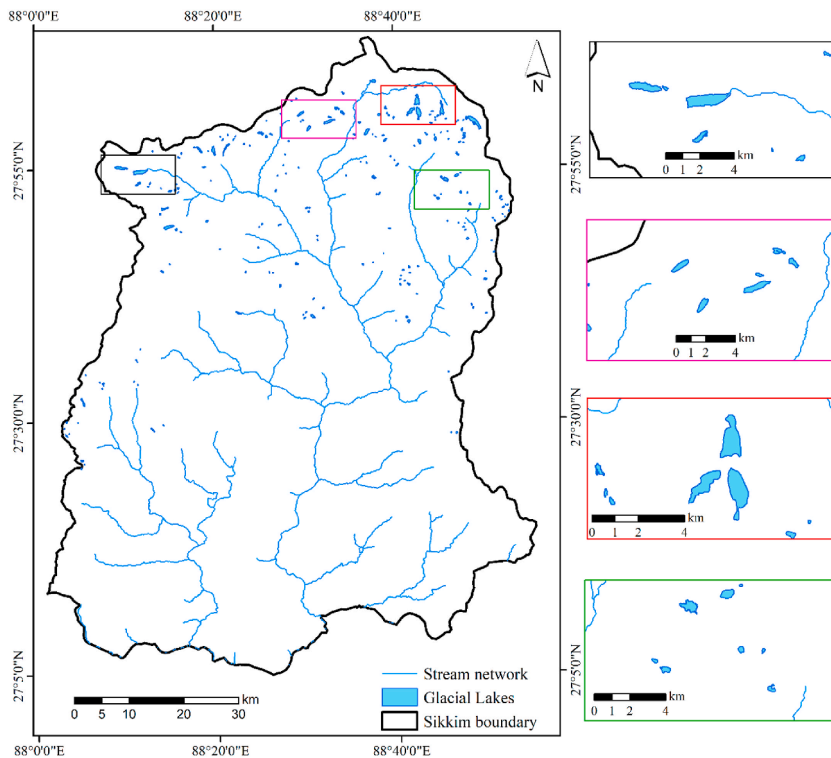 88°0'0"E
88°20'0"E
88°40'0"E
N
27°55'0"N
27°55'0"N
km
0 1 2 4
km
0 1 2 4
27°30'0"N
27°30'0"N
km
0 1 2 4
27°5'0"N
27°5'0"N
km
0 1 2 4
Stream network
Glacial Lakes
Sikkim boundary
km
0 5 10 20 30
88°0'0"E
88°20'0"E
88°40'0"E